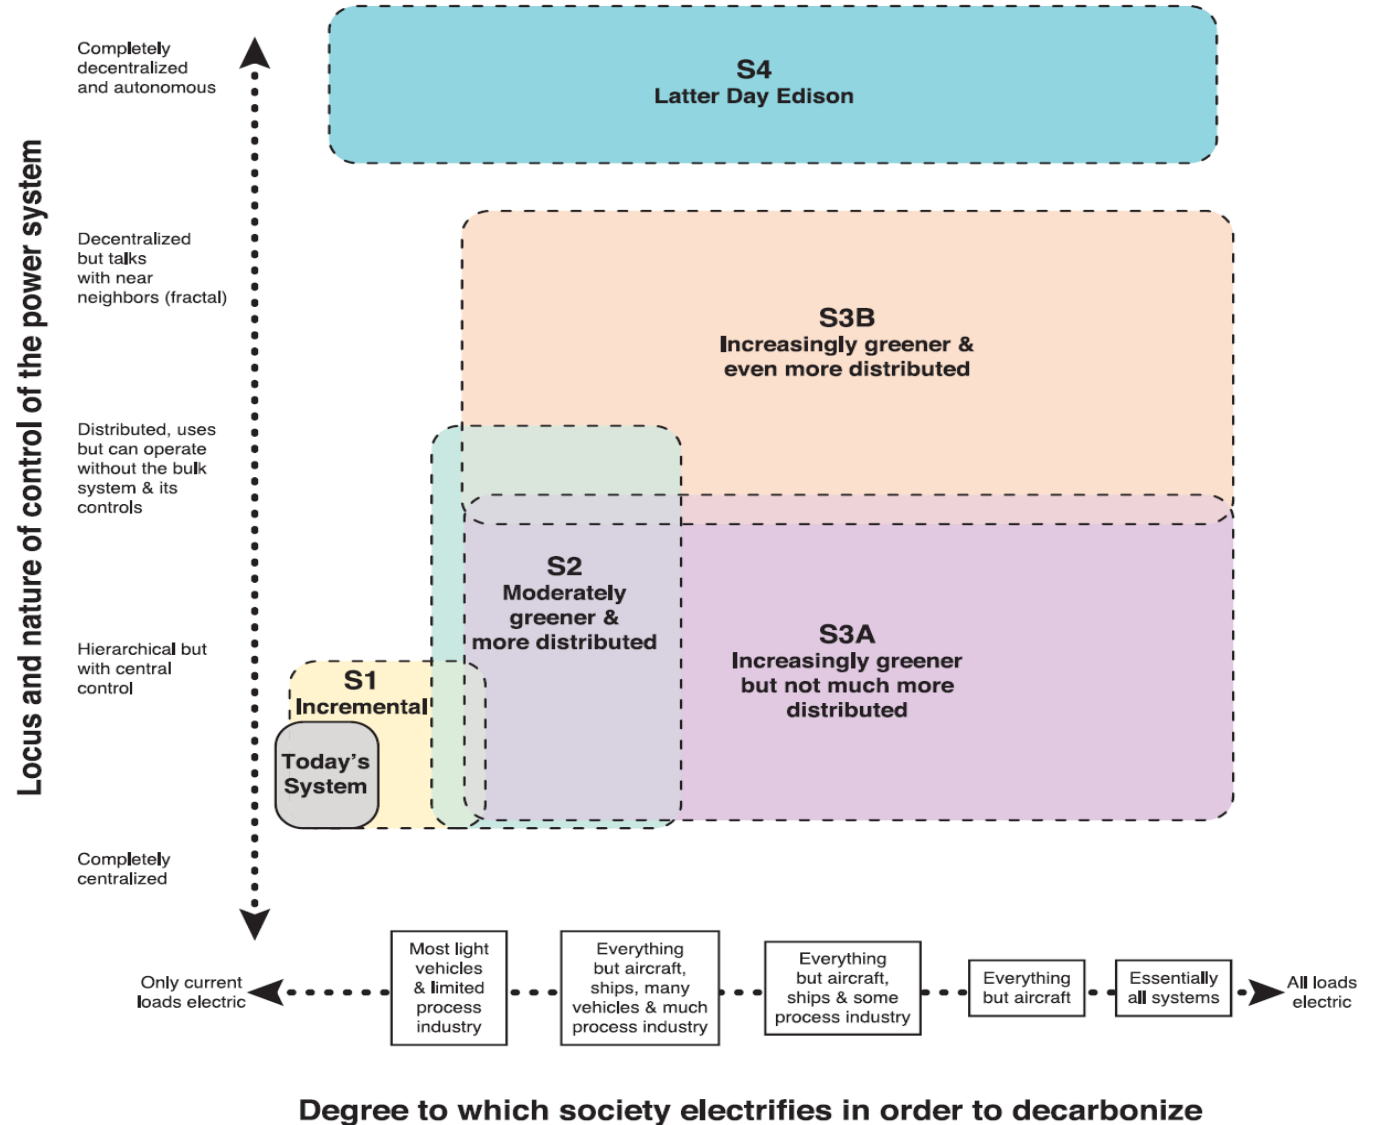 Locus and nature of control of the power system
Completely
decentralized
and autonomous
Decentralized
but talks
with near
neighbors (fractal)
Distributed, uses
but can operate
without the bulk
system & its
controls
Hierarchical but
with central
control
Completely
centralized
S4
Latter Day Edison
S3B
Increasingly greener &
even more distributed
S2
Moderately
greener &
more distributed
S3A
Increasingly greener
but not much more
distributed
S1
Incremental
Today's
System
Only current
loads electric
Most light
vehicles
& limited
process
industry
Everything
but aircraft,
ships, many
vehicles & much
process industry
Everything
but aircraft,
ships & some
process industry
Everything
but aircraft
Essentially
all systems
All loads
electric
Degree to which society electrifies in order to decarbonize